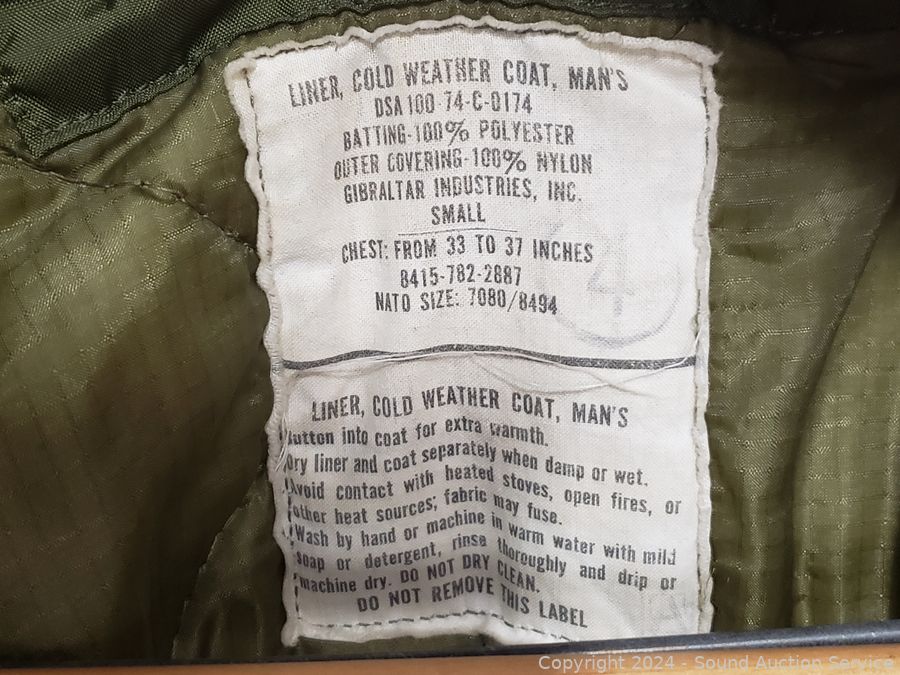 LINER, COLD WEATHER COAT, MAN'S
DSA 100-74-C-0174
BATTING-100% POLYESTER
OUTER COVERING-100% NYLON
GIBRALTAR INDUSTRIES, INC.
SMALL
CHEST: FROM 33 TO 37 INCHES
8415-782-2887
NATO SIZE: 7080/8494
4
LINER, COLD WEATHER COAT, MAN'S
Button into coat for extra warmth.
Dry liner and coat separately when damp or wet.
Avoid contact with heated stoves, open fires, or
other heat sources; fabric may fuse.
Wash by hand or machine in warm water with mild
soap or detergent, rinse thoroughly and drip or
machine dry. DO NOT DRY CLEAN.
DO NOT REMOVE THIS LABEL
Copyright 2024 - Sound Auction Service